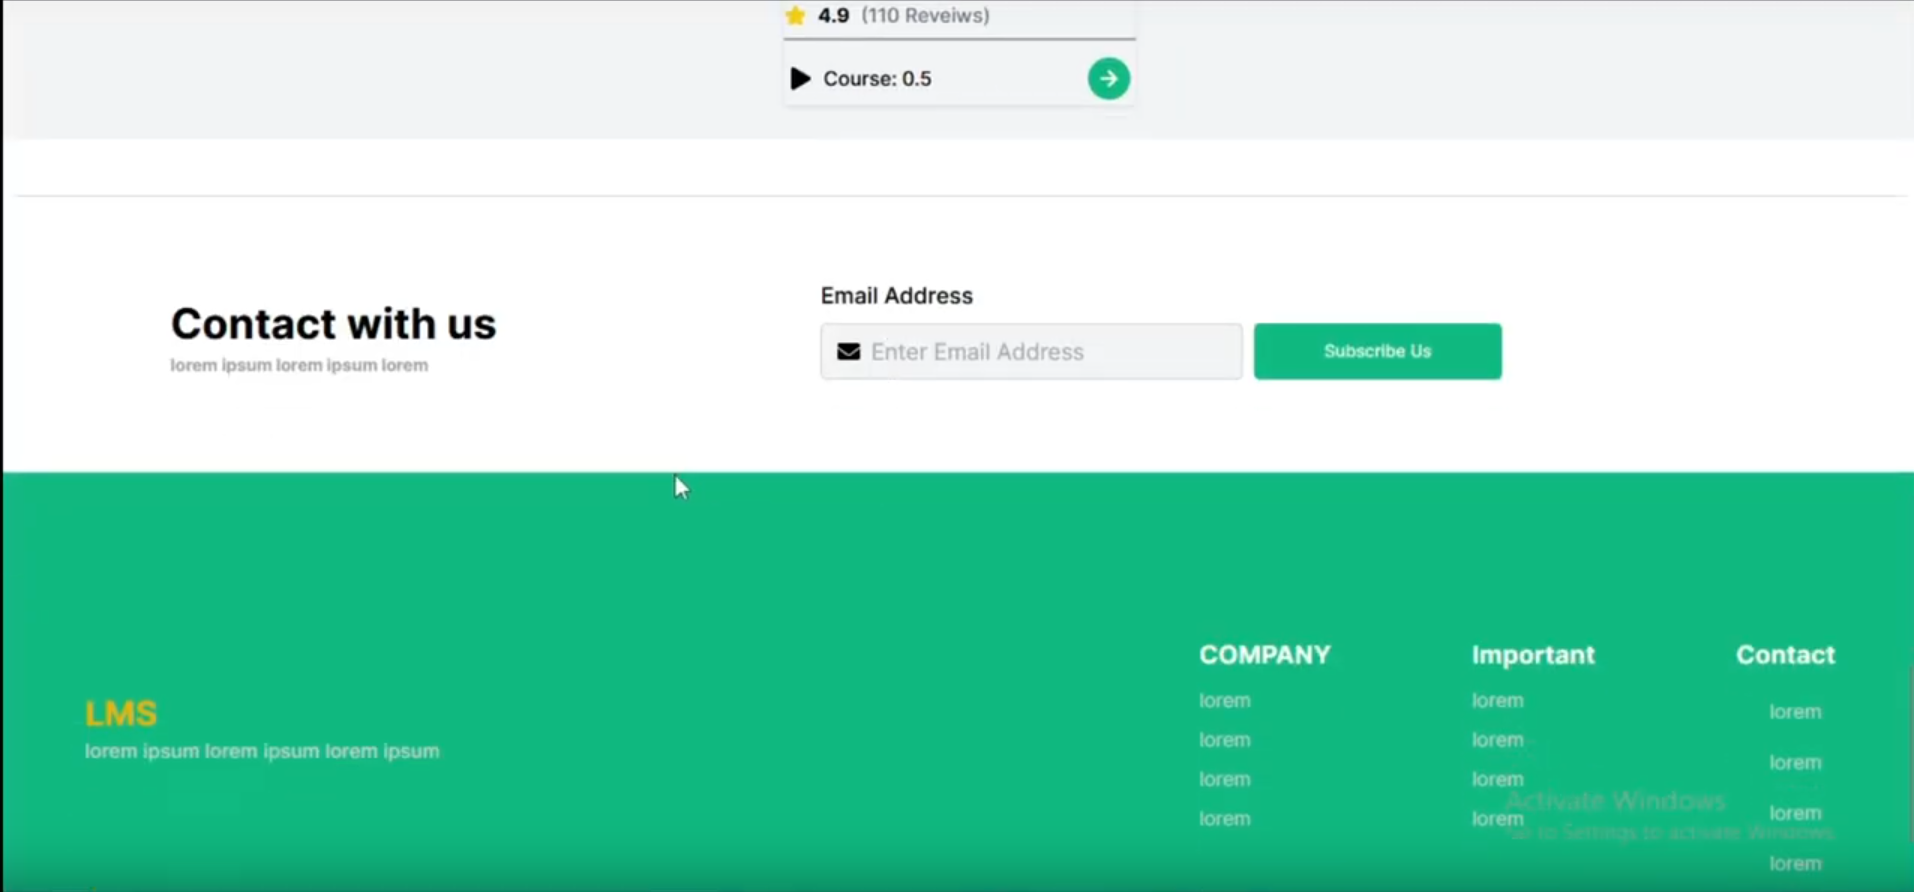 4.9 (110 Reveiws)
Course: 0.5
Contact with us
lorem ipsum lorem ipsum lorem
Email Address
Enter Email Address
Subscribe Us
LMS
lorem ipsum lorem ipsum lorem ipsum
COMPANY
lorem
lorem
lorem
lorem
Important
lorem
lorem
lorem
lorem
Contact
lorem
lorem
lorem
lorem
Activate Windows
Go to Settings to activate Windows.